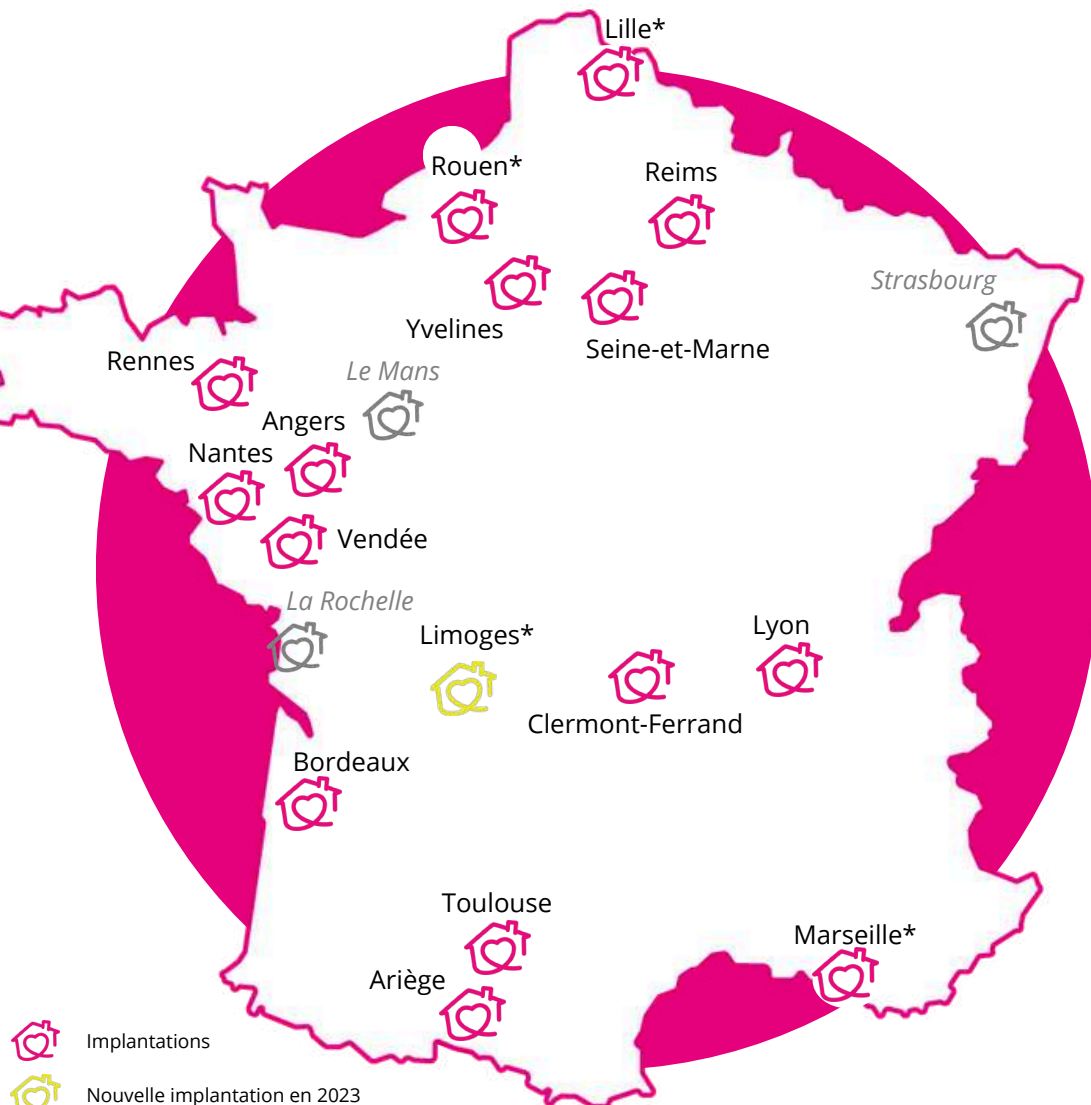 Lille*
Rouen*
Reims
Strasbourg
Yvelines
Seine-et-Marne
Rennes
Le Mans
Angers
Nantes
Vendée
La Rochelle
Limoges*
Lyon
Clermont-Ferrand
Bordeaux
Toulouse
Marseille*
Ariège
Implantations
Nouvelle implantation en 2023